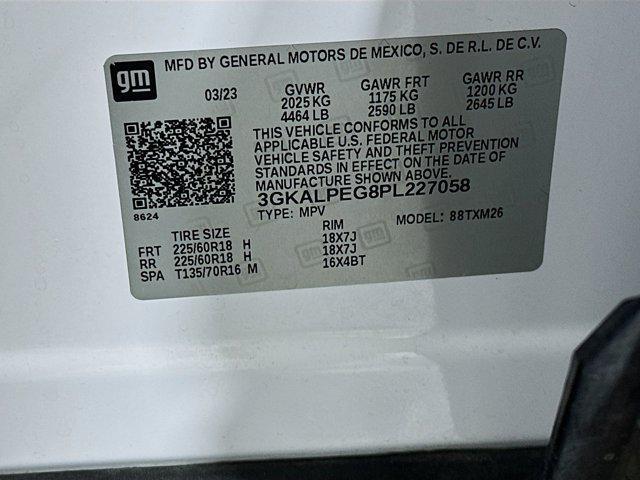 gm
MFD BY GENERAL MOTORS DE MEXICO, S. DE R.L. DE C.V.
03/23 GVWR GAWR FRT GAWR RR
2025 KG 1175 KG 1200 KG
4464 LB 2590 LB 2645 LB
THIS VEHICLE CONFORMS TO ALL
APPLICABLE U.S. FEDERAL MOTOR
VEHICLE SAFETY AND THEFT PREVENTION
STANDARDS IN EFFECT ON THE DATE OF
MANUFACTURE SHOWN ABOVE.
3GKALPEG8PL227058
8624
TYPE: MPV MODEL: 88TXM26
TIRE SIZE RIM
FRT 225/60R18 H 18X7J
RR 225/60R18 H 18X7J
SPA T135/70R16 M 16X4BT